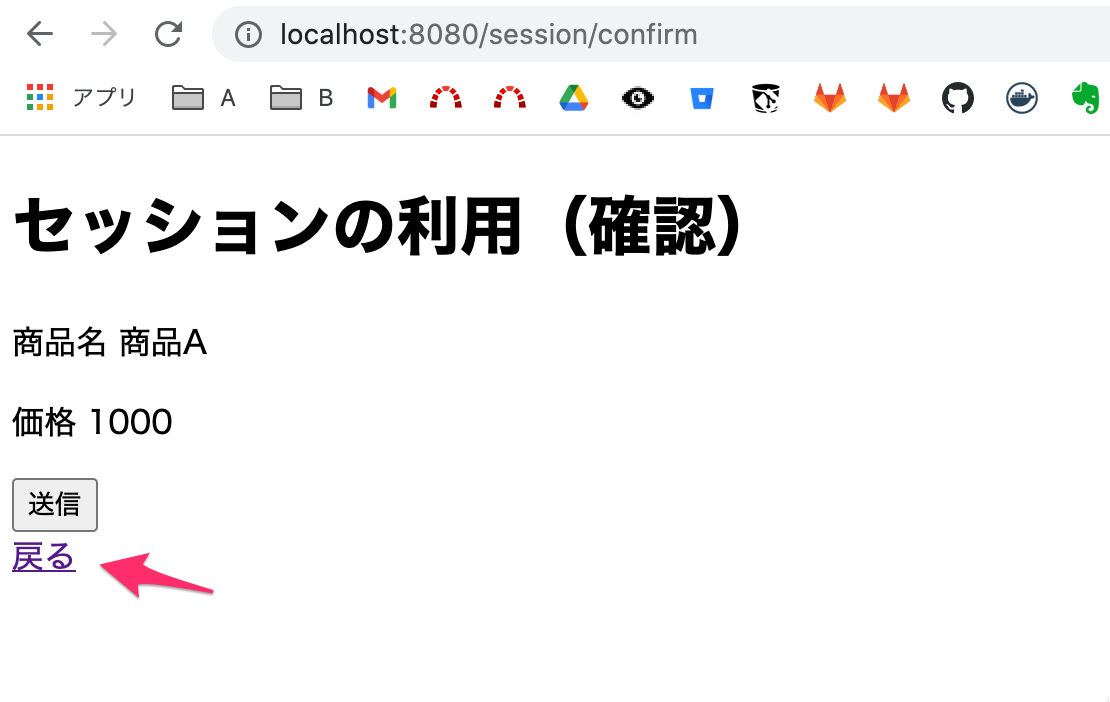 localhost:8080/session/confirm
アプリ A B
セッションの利用（確認）
商品名 商品A
価格 1000
送信
戻る